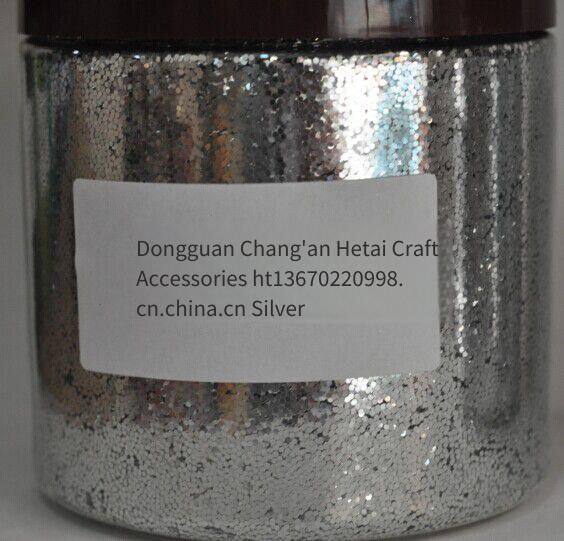 Dongguan Chang'an Hetai Craft
Accessories ht13670220998.
cn.china.cn Silver